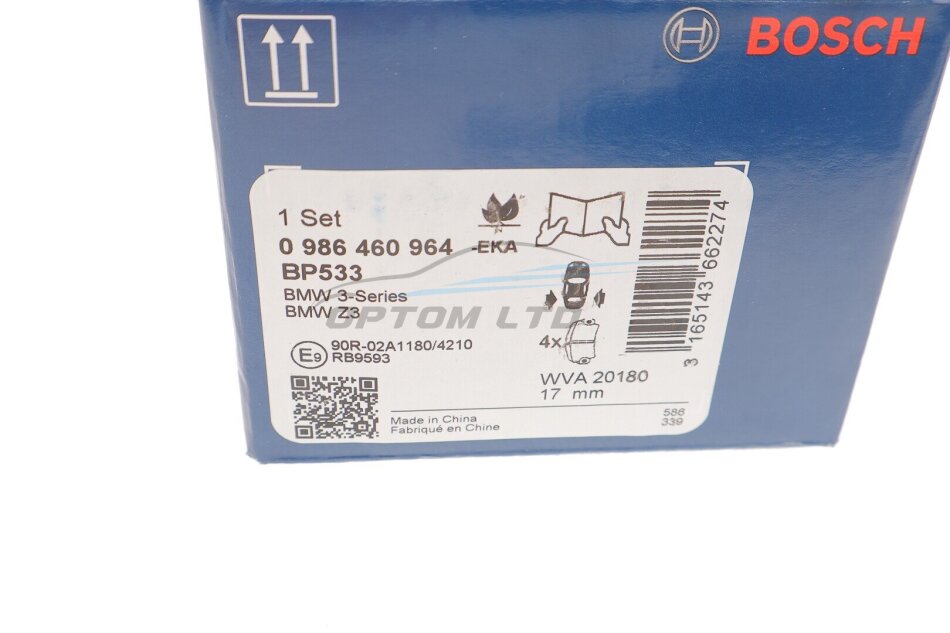 BOSCH
1 Set
0 986 460 964 -EKA
BP533
BMW 3-Series
BMW Z3
OPTOM LTD
4x
E9
90R-02A1180/4210
RB9593
WVA 20180
17 mm
Made in China
Fabriqué en Chine
586
339
3 165143 662274